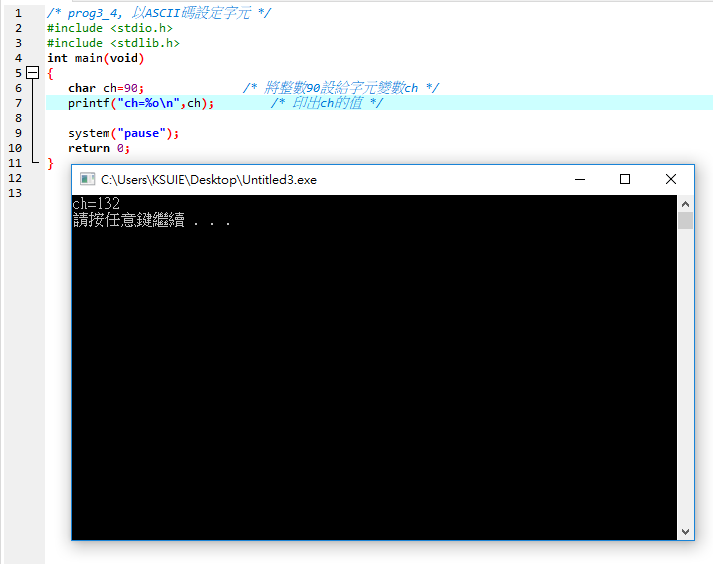 1 /* prog3_4, 以ASCII碼設定字元 */
2 #include <stdio.h>
3 #include <stdlib.h>
4 int main(void)
5 {
6 char ch=90; /* 將整數90設給字元變數ch */
7 printf("ch=%o\n",ch); /* 印出ch的值 */
8
9 system("pause");
10 return 0;
11 }
12
13
C:\Users\KSUIE\Desktop\Untitled3.exe
ch=132
請按任意鍵繼續 . . .